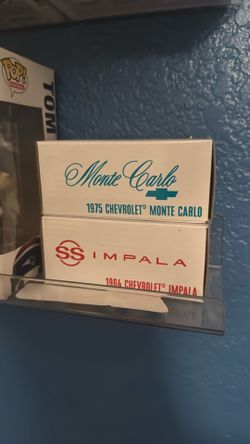 POP!
TOM
Monte Carlo
1975 CHEVROLET® MONTE CARLO
SS IMPALA
1964 CHEVROLET® IMPALA